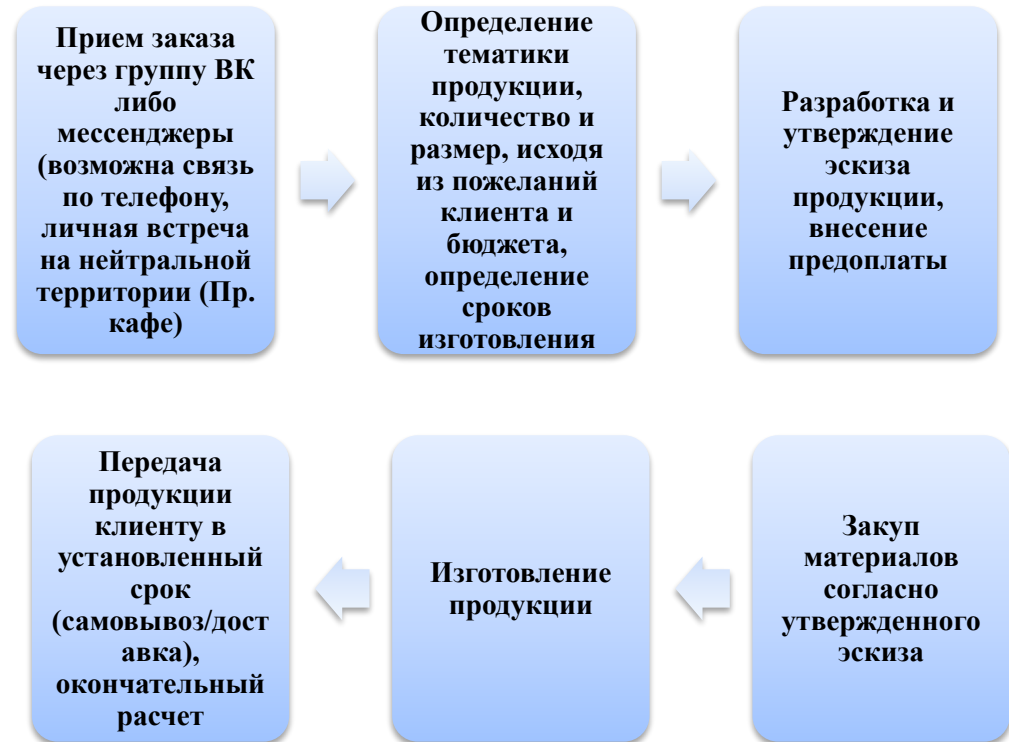 Прием заказа
через группу ВК
либо
мессенджеры
(возможна связь
по телефону,
личная встреча
на нейтральной
территории (Пр.
кафе)
Определение
тематики
продукции,
количество и
размер, исходя
из пожеланий
клиента и
бюджета,
определение
сроков
изготовления
Разработка и
утверждение
эскиза
продукции,
внесение
предоплаты
Закуп
материалов
согласно
утвержденного
эскиза
Изготовление
продукции
Передача
продукции
клиенту в
установленный
срок
(самовывоз/дост
авка),
окончательный
расчет